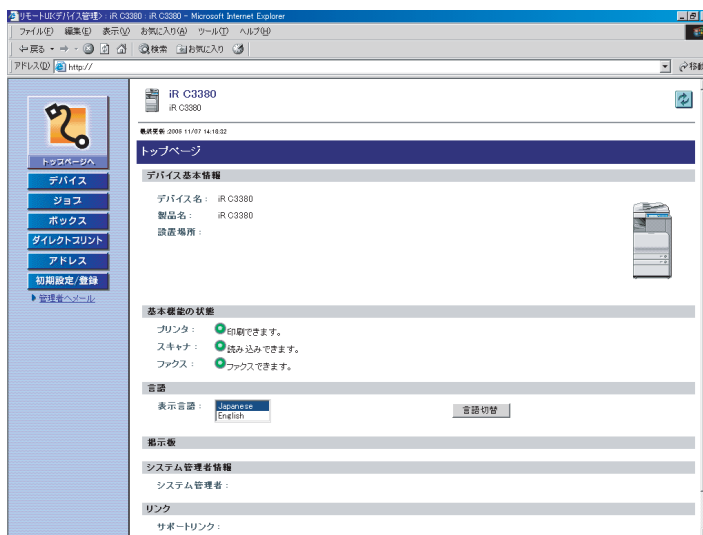 リモートUI<デバイス管理> : iR C3380 : iR C3380 - Microsoft Internet Explorer
ファイル(F) 編集(E) 表示(V) お気に入り(A) ツール(T) ヘルプ(H)
戻る 検索 お気に入り
アドレス(D) http:// 移動
iR C3380
iR C3380
最終更新 :2006 11/07 14:16:32
トップページへ
トップページ
デバイス
ジョブ
ボックス
ダイレクトプリント
アドレス
初期設定/登録
管理者へメール
デバイス基本情報
デバイス名 : iR C3380
製品名 : iR C3380
設置場所 :
基本機能の状態
プリンタ : 印刷できます。
スキャナ : 読み込みできます。
ファクス : ファクスできます。
言語
表示言語 : Japanese
English
言語切替
掲示板
システム管理者情報
システム管理者 :
リンク
サポートリンク :